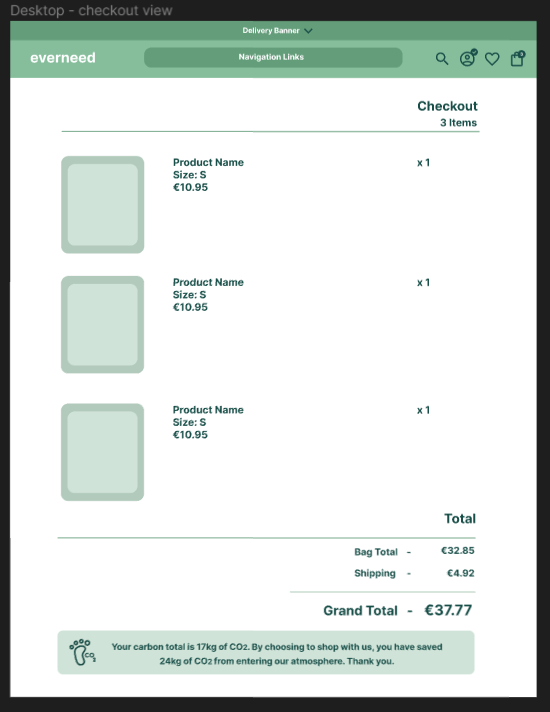 Desktop - checkout view
Delivery Banner
everneed
Navigation Links
Checkout
3 Items
Product Name
Size: S
€10.95
x 1
Product Name
Size: S
€10.95
x 1
Product Name
Size: S
€10.95
x 1
Total
Bag Total - €32.85
Shipping - €4.92
Grand Total - €37.77
Your carbon total is 17kg of CO2. By choosing to shop with us, you have saved
24kg of CO2 from entering our atmosphere. Thank you.